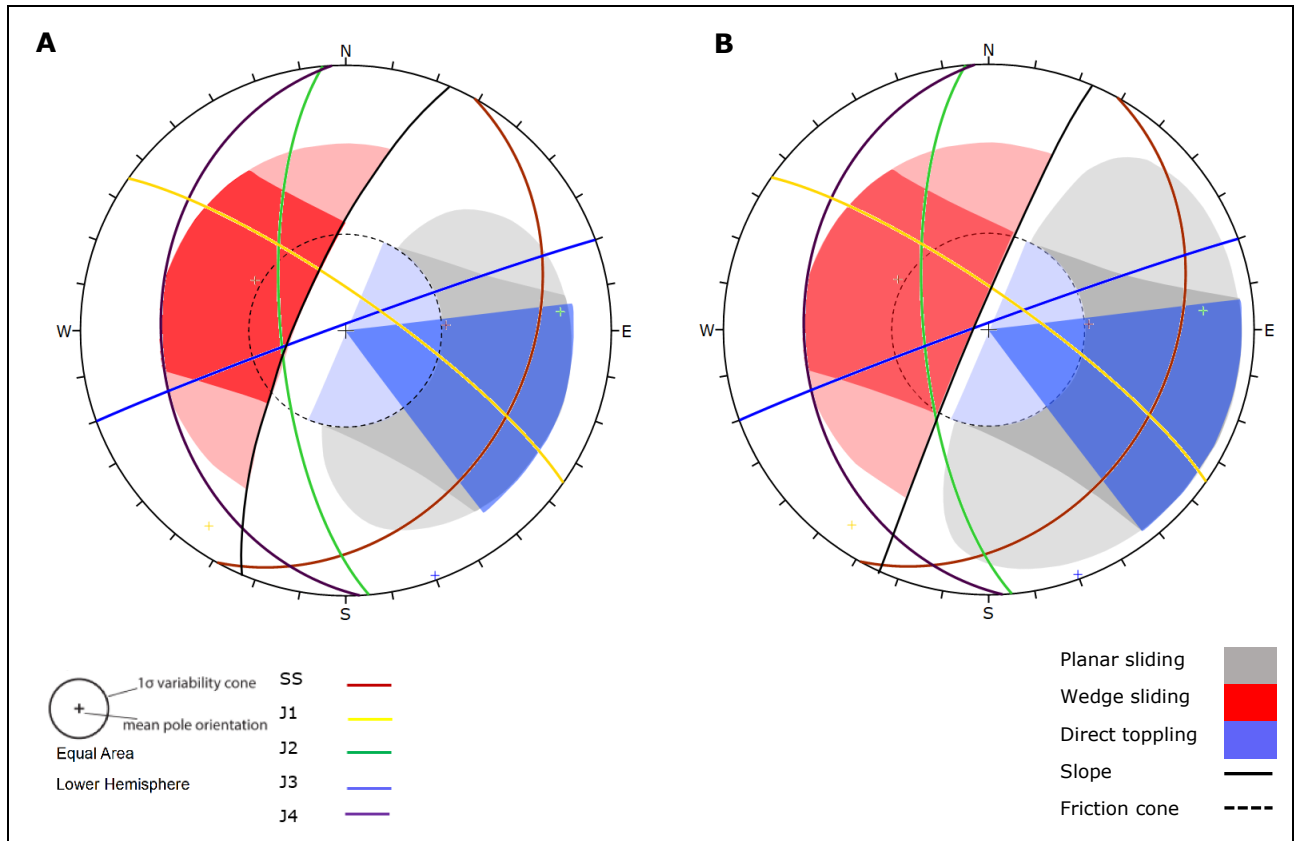 A
B
N
N
W
E
W
E
S
S
1σ variability cone
mean pole orientation
Equal Area
Lower Hemisphere
SS
J1
J2
J3
J4
Planar sliding
Wedge sliding
Direct toppling
Slope
Friction cone